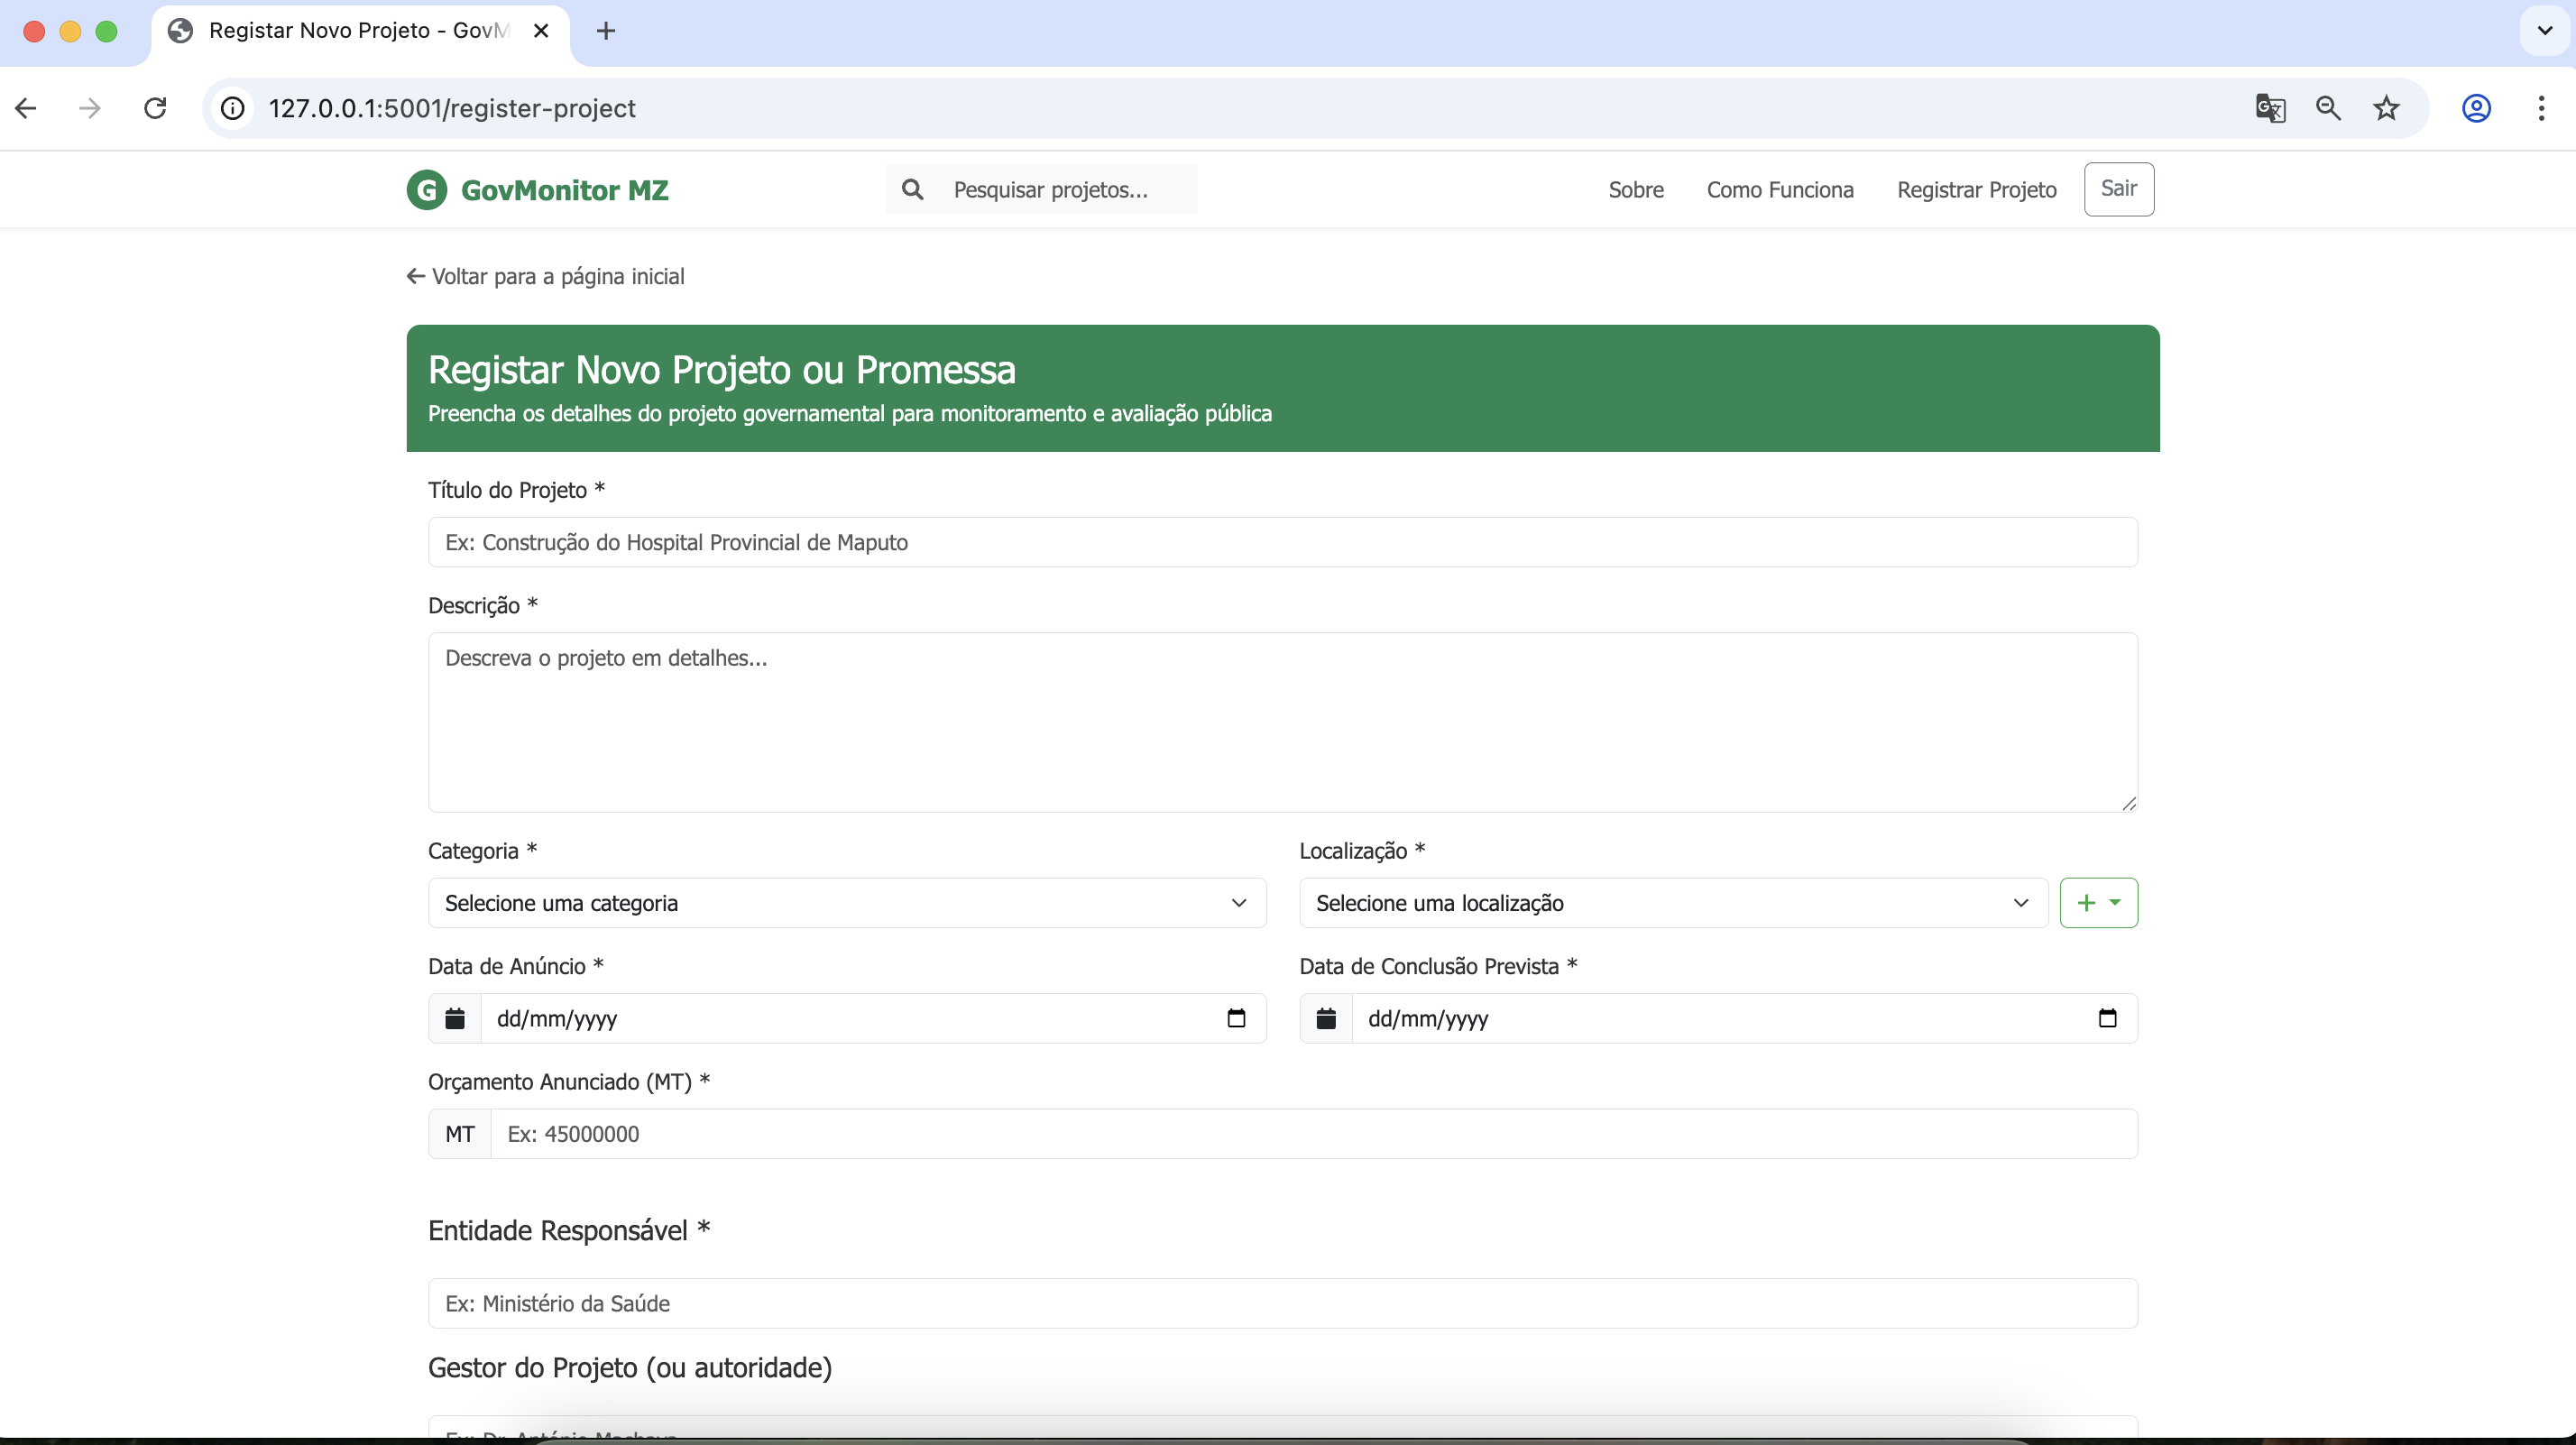 Registar Novo Projeto - GovM
127.0.0.1:5001/register-project
G GovMonitor MZ
Pesquisar projetos...
Sobre
Como Funciona
Registrar Projeto
Sair
Voltar para a página inicial
Registar Novo Projeto ou Promessa
Preencha os detalhes do projeto governamental para monitoramento e avaliação pública
Título do Projeto *
Ex: Construção do Hospital Provincial de Maputo
Descrição *
Descreva o projeto em detalhes...
Categoria *
Selecione uma categoria
Localização *
Selecione uma localização
Data de Anúncio *
dd/mm/yyyy
Data de Conclusão Prevista *
dd/mm/yyyy
Orçamento Anunciado (MT) *
MT Ex: 45000000
Entidade Responsável *
Ex: Ministério da Saúde
Gestor do Projeto (ou autoridade)
Ex: Dr. António Machava